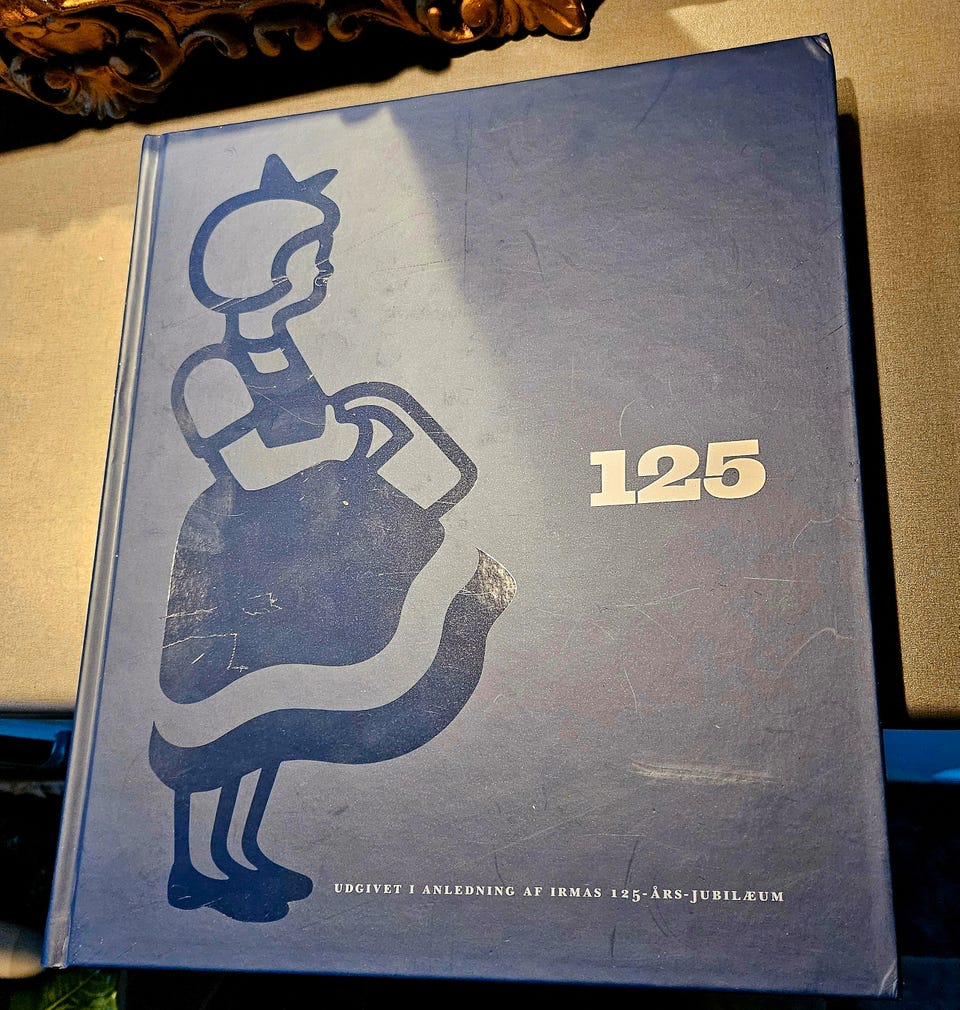 125
UDGIVET I ANLEDNING AF IRMAS 125-ÅRS-JUBILÆUM